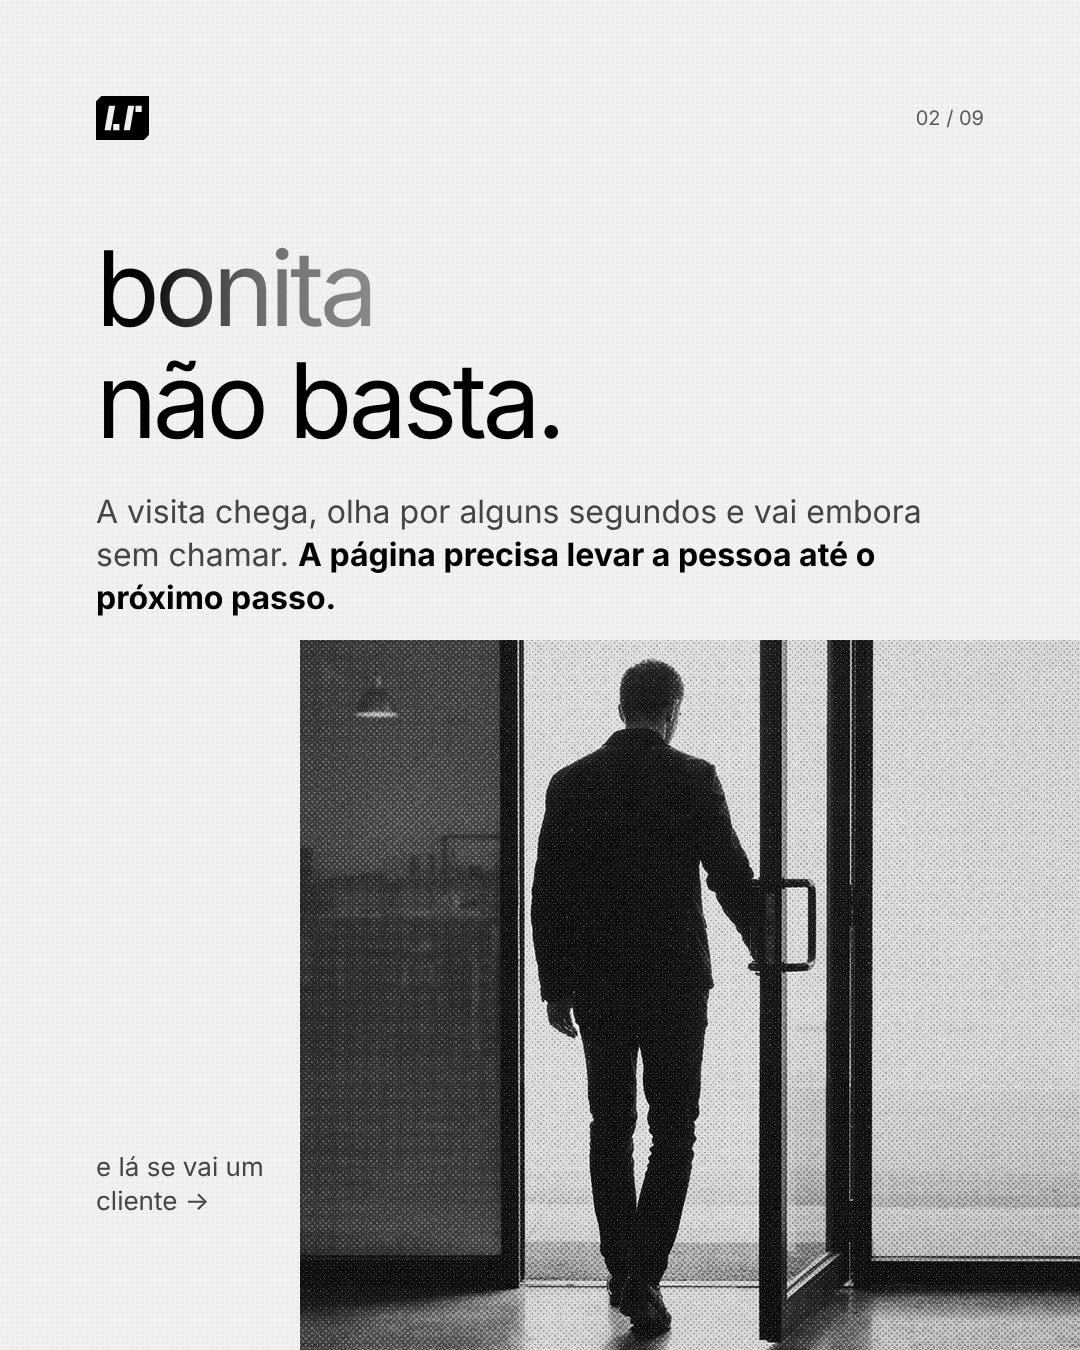 02 / 09
bonita
não basta.
A visita chega, olha por alguns segundos e vai embora
sem chamar. A página precisa levar a pessoa até o
próximo passo.
e lá se vai um
cliente →